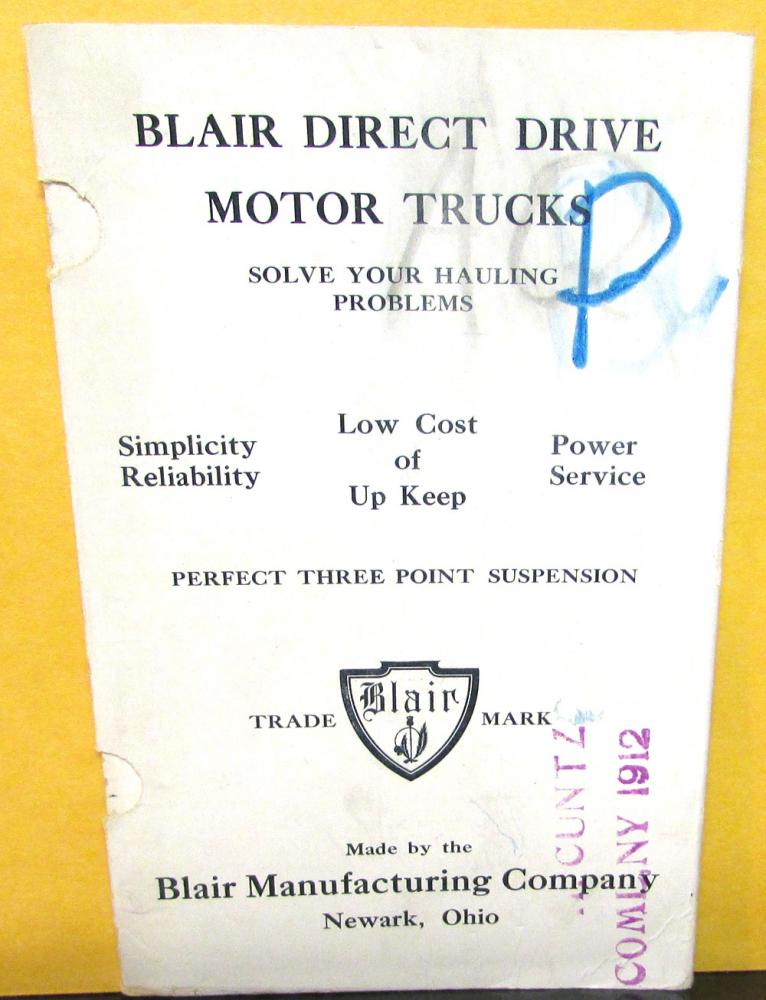 BLAIR DIRECT DRIVE
MOTOR TRUCKS
P
SOLVE YOUR HAULING
PROBLEMS
Simplicity
Reliability
Low Cost
of
Up Keep
Power
Service
PERFECT THREE POINT SUSPENSION
TRADE
Blair
MARK
Made by the
Blair Manufacturing Company
Newark, Ohio
1912